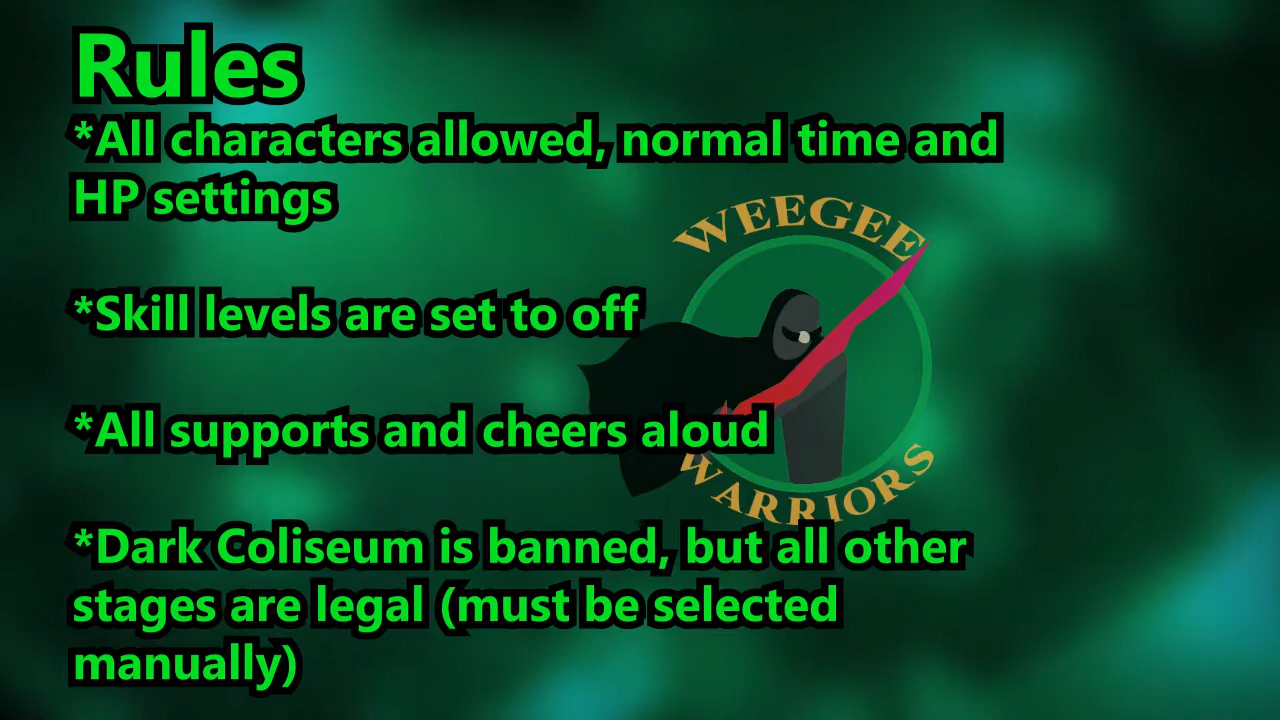 Rules
*All characters allowed, normal time and
HP settings
WEEGEE
*Skill levels are set to off
*All supports and cheers aloud
WARRIORS
*Dark Coliseum is banned, but all other
stages are legal (must be selected
manually)